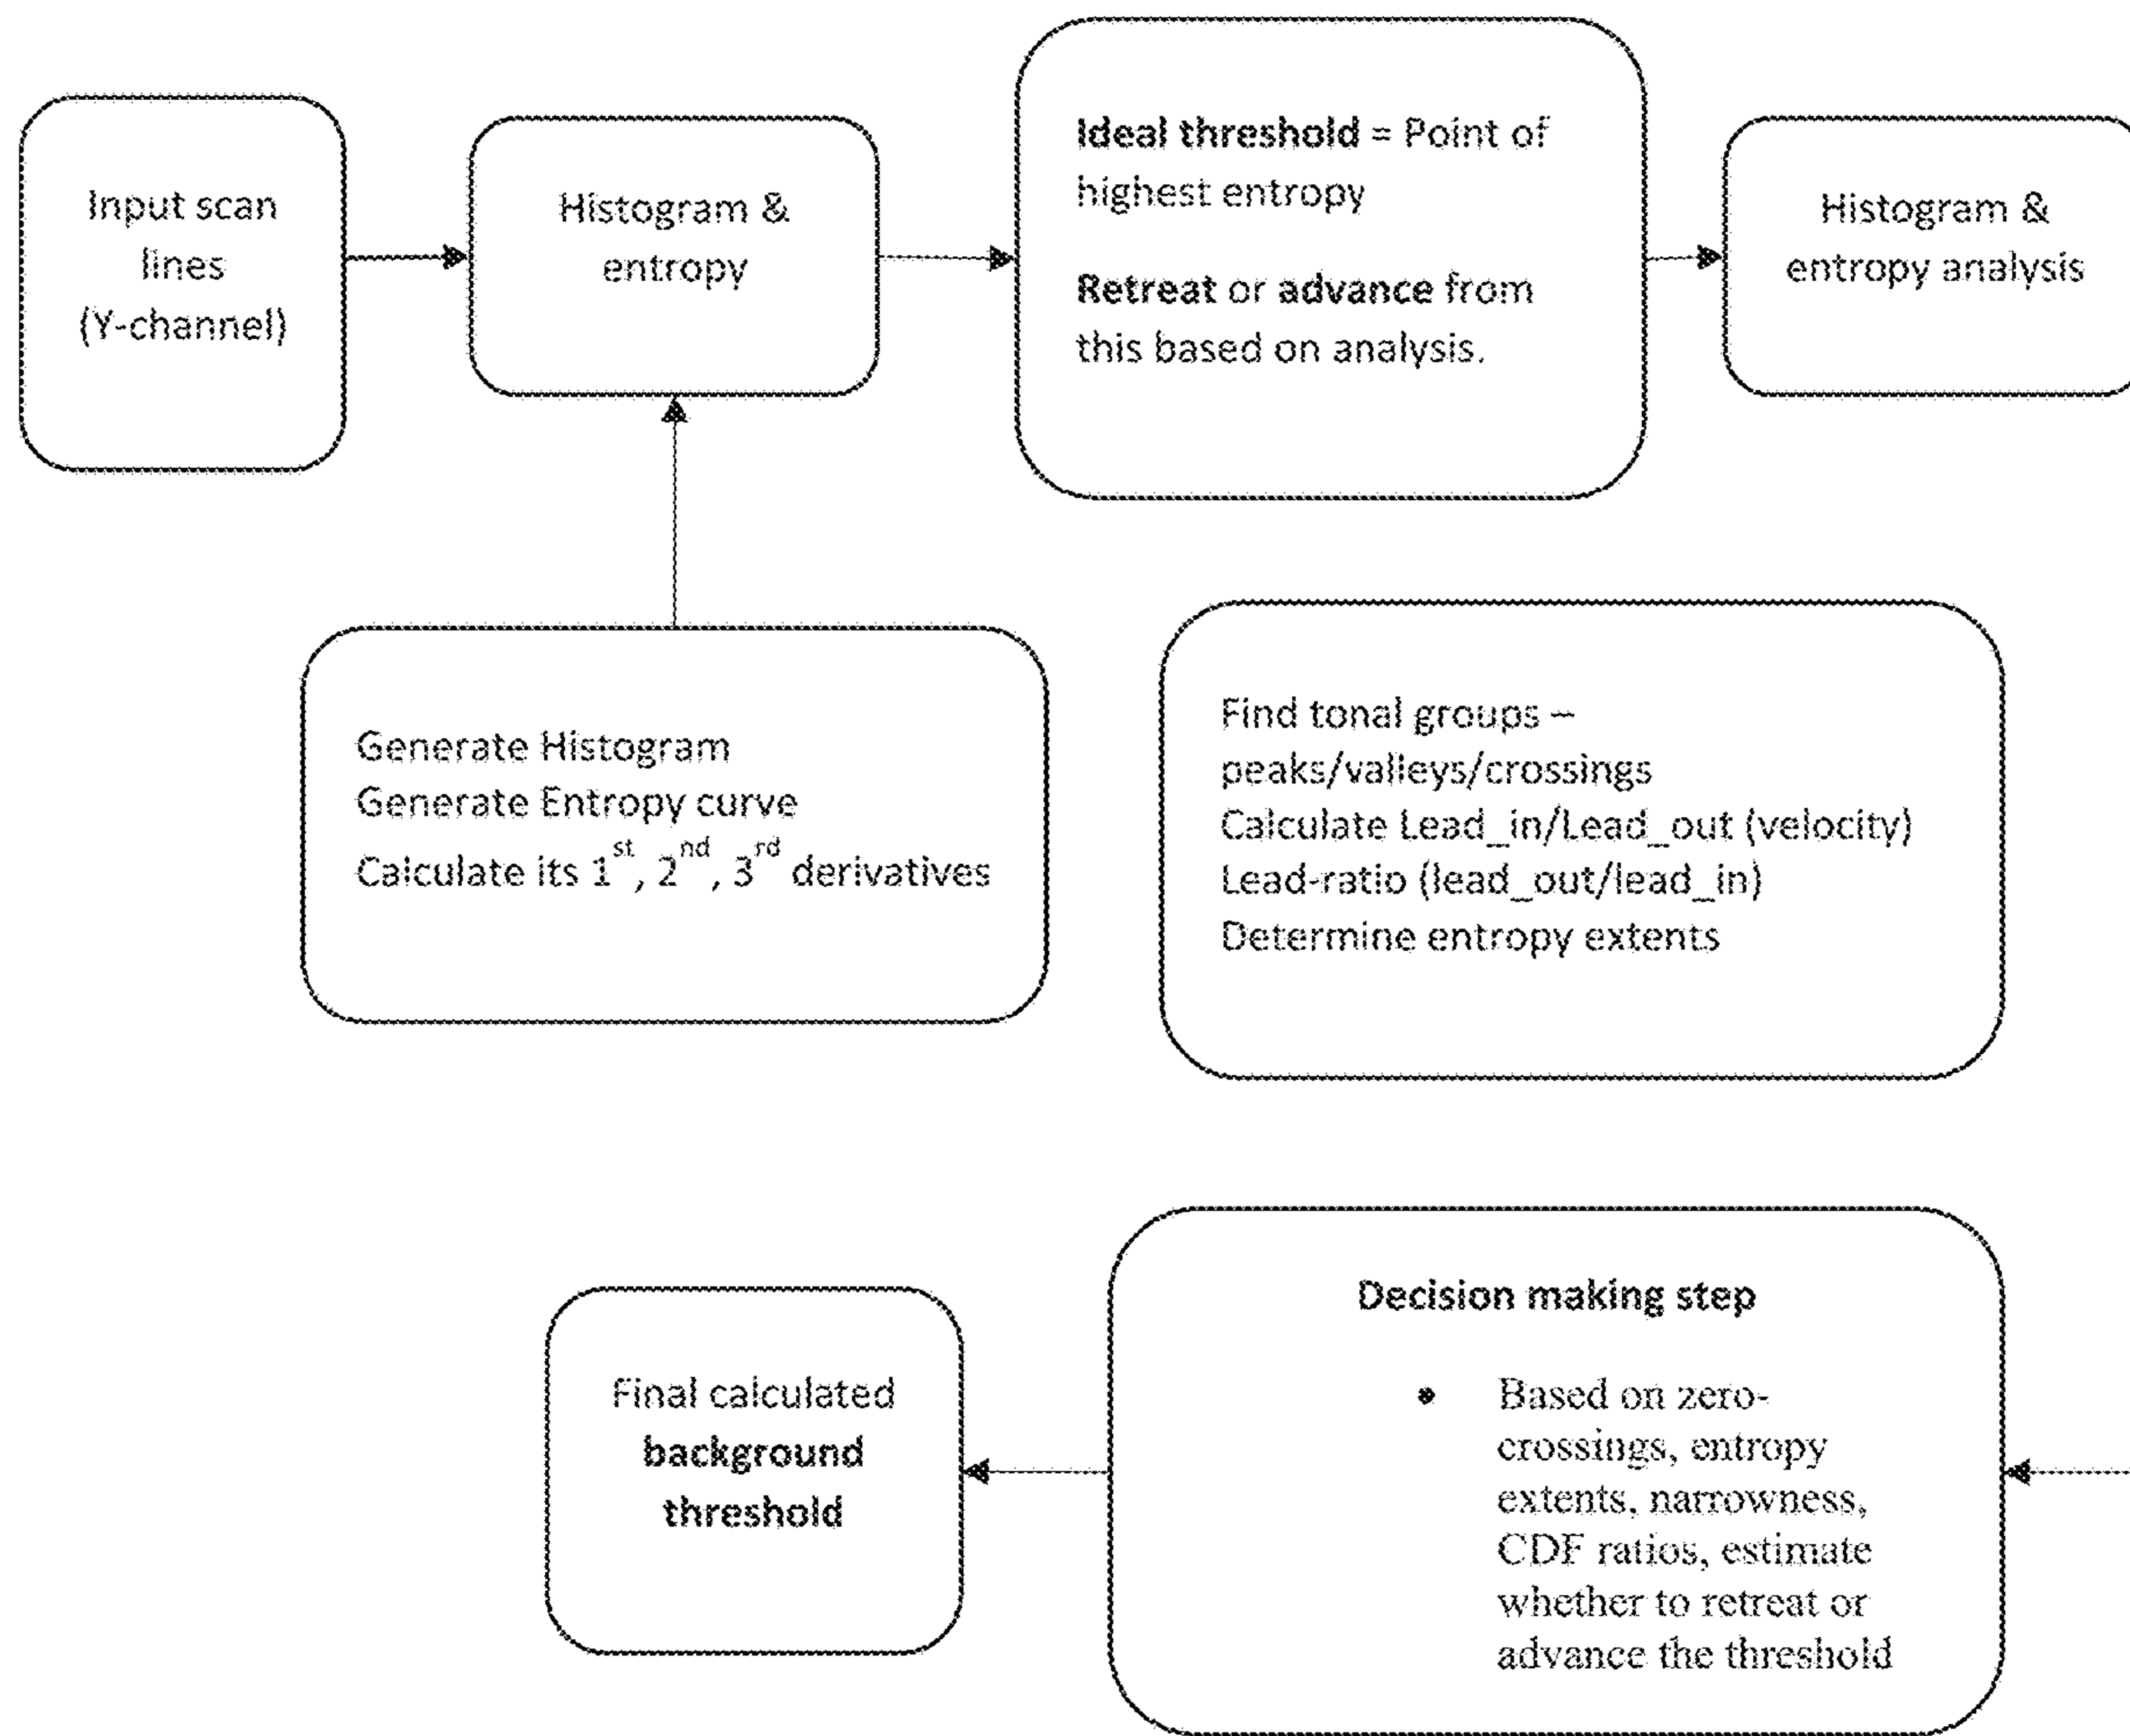 Input scan
lines
(Y-channel)
Histogram &
entropy
Ideal threshold = Point of
highest entropy
Retreat or advance from
this based on analysis.
Histogram &
entropy analysis
Generate Histogram
Generate Entropy curve
Calculate its 1st, 2nd, 3rd derivatives
Find tonal groups –
peaks/valleys/crossings
Calculate Lead_in/Lead_out (velocity)
Lead-ratio (lead_out/lead_in)
Determine entropy extents
Decision making step
• Based on zero-
crossings, entropy
extents, narrowness,
CDF ratios, estimate
whether to retreat or
advance the threshold
Final calculated
background
threshold